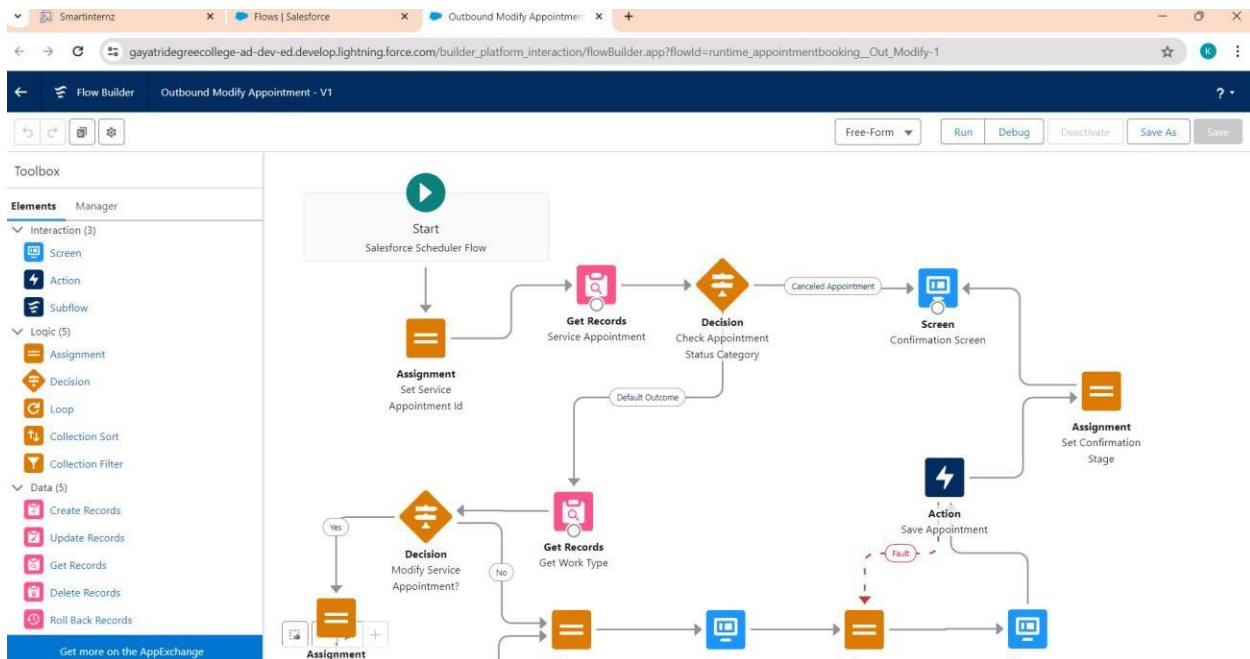 Smartinternz
Flows | Salesforce
Outbound Modify Appointmen
gayatridegreecollege-ad-dev-ed.develop.lightning.force.com/builder_platform_interaction/flowBuilder.app?flowId=runtime_appointmentbooking__Out_Modify-1
K
Flow Builder
Outbound Modify Appointment - V1
?
Free-Form
Run
Debug
Deactivate
Save As
Save
Toolbox
Elements
Manager
Interaction (3)
Screen
Action
Subflow
Logic (5)
Assignment
Decision
Loop
Collection Sort
Collection Filter
Data (5)
Create Records
Update Records
Get Records
Delete Records
Roll Back Records
Get more on the AppExchange
Start
Salesforce Scheduler Flow
Assignment
Set Service
Appointment Id
Get Records
Service Appointment
Decision
Check Appointment
Status Category
Canceled Appointment
Screen
Confirmation Screen
Default Outcome
Assignment
Set Confirmation
Stage
Action
Save Appointment
Fault
Get Records
Get Work Type
Decision
Modify Service
Appointment?
Yes
No
Assignment